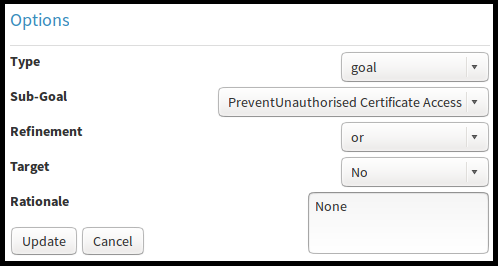 Options
Type goal
Sub-Goal PreventUnauthorised Certificate Access
Refinement or
Target No
Rationale None
Update Cancel